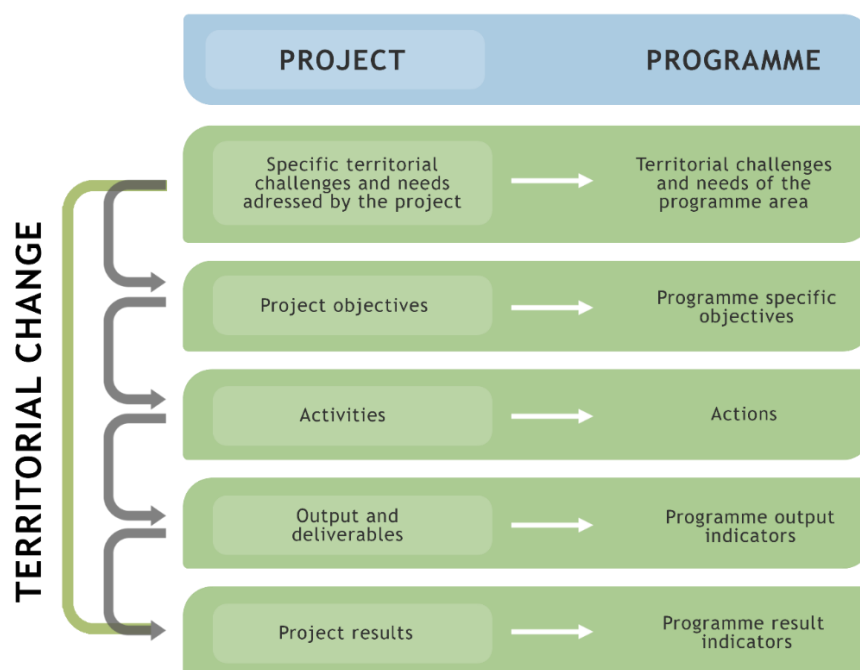 PROJECT
PROGRAMME
TERRITORIAL CHANGE
Specific territorial
challenges and needs
adressed by the project
Territorial challenges
and needs of the
programme area
Project objectives
Programme specific
objectives
Activities
Actions
Output and
deliverables
Programme output
indicators
Project results
Programme result
indicators